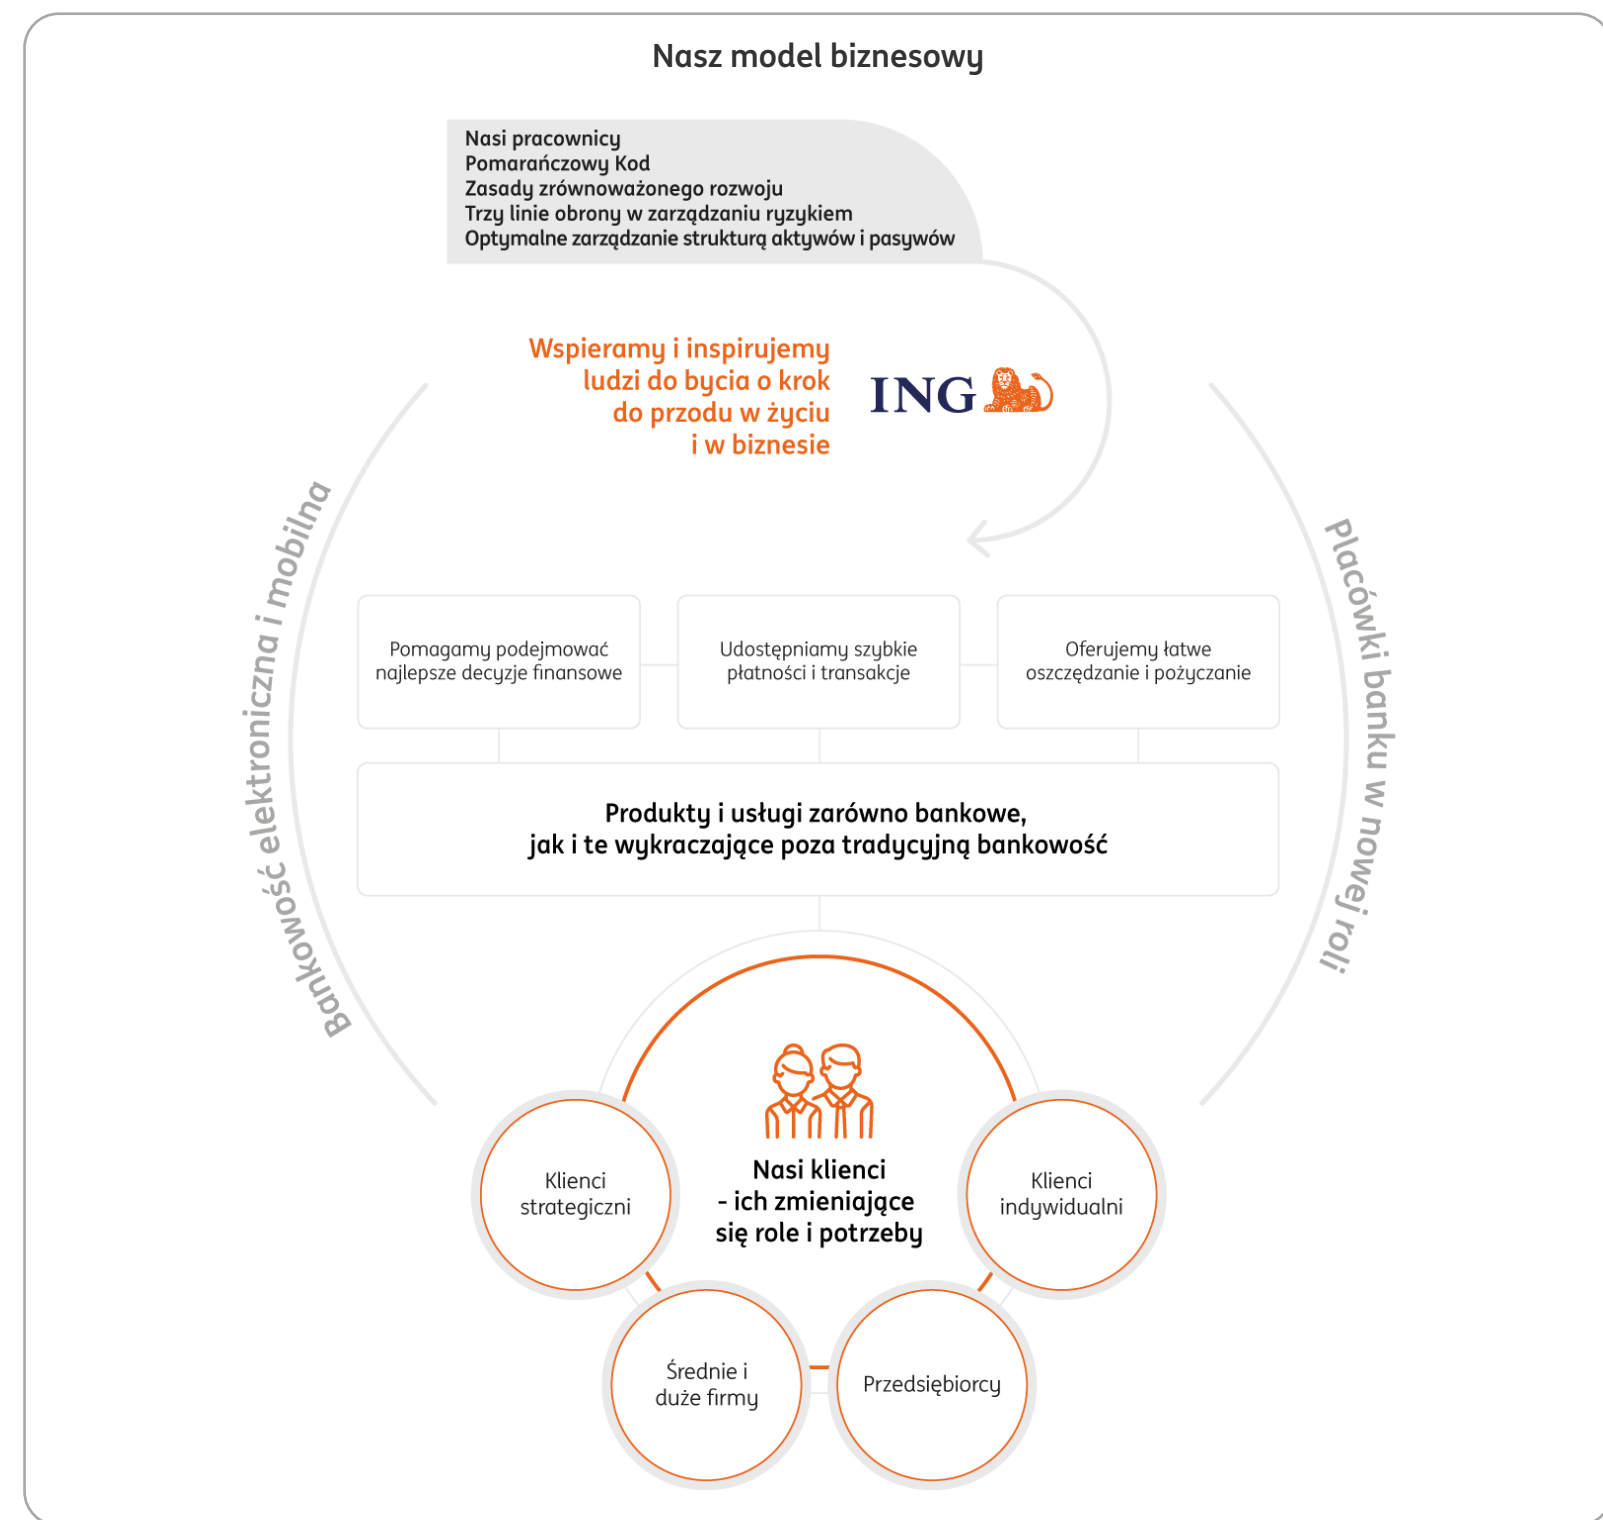 Nasz model biznesowy
Nasi pracownicy
Pomarańczowy Kod
Zasady zrównoważonego rozwoju
Trzy linie obrony w zarządzaniu ryzykiem
Optymalne zarządzanie strukturą aktywów i pasywów
Wspieramy i inspirujemy
ludzi do bycia o krok
do przodu w życiu
i w biznesie
ING
Bankowość elektroniczna i mobilna
Placówki banku w nowej roli
Pomagamy podejmować
najlepsze decyzje finansowe
Udostępniamy szybkie
płatności i transakcje
Oferujemy łatwe
oszczędzanie i pożyczanie
Produkty i usługi zarówno bankowe,
jak i te wykraczające poza tradycyjną bankowość
Nasi klienci
- ich zmieniające
się role i potrzeby
Klienci
strategiczni
Klienci
indywidualni
Średnie i
duże firmy
Przedsiębiorcy